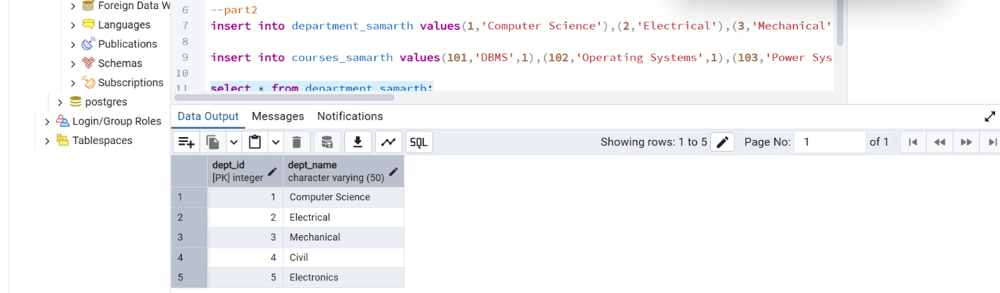 Foreign Data W
Languages
Publications
Schemas
Subscriptions
postgres
Login/Group Roles
Tablespaces
6 --part2
7 insert into department_samarth values(1,'Computer Science'),(2,'Electrical'),(3,'Mechanical'
8
9 insert into courses_samarth values(101,'DBMS',1),(102,'Operating Systems',1),(103,'Power Sys
10
11 select * from department_samarth;
Data Output Messages Notifications
SQL Showing rows: 1 to 5 Page No: 1 of 1
dept_id dept_name
[PK] integer character varying (50)
1 1 Computer Science
2 2 Electrical
3 3 Mechanical
4 4 Civil
5 5 Electronics